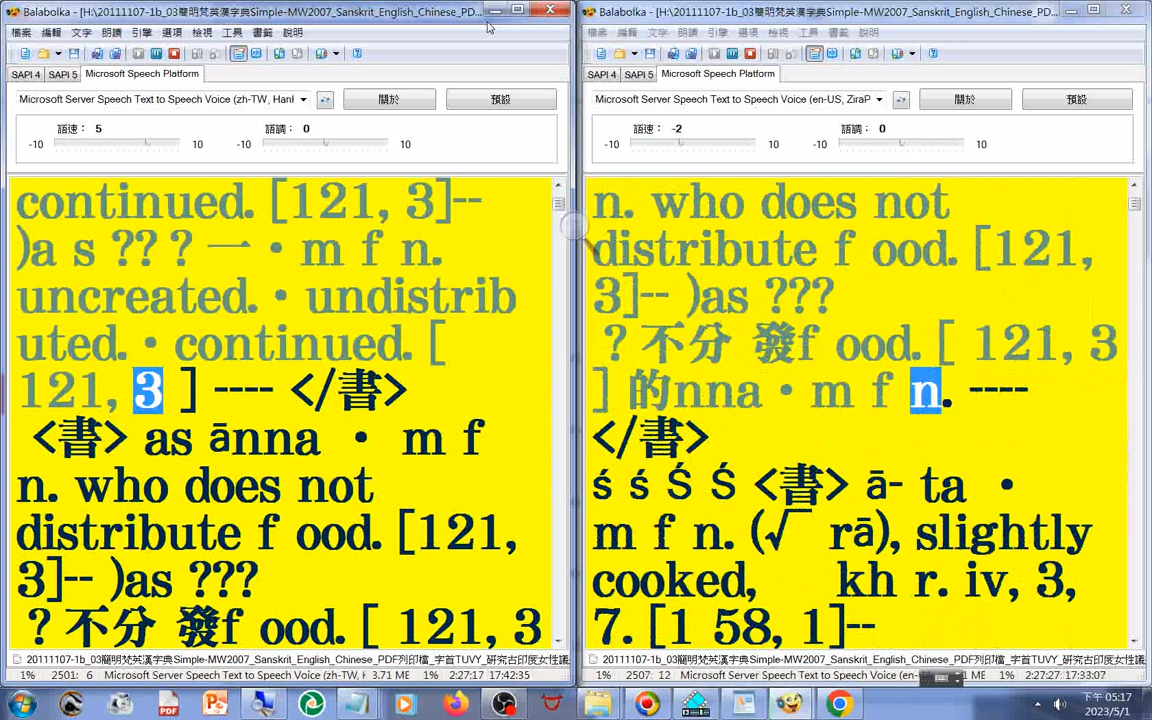 Balabolka - [H:\20111107-1b_03簡明梵英漢字典Simple-MW2007_Sanskrit_English_Chinese_PD...
檔案 編輯 文字 朗讀 引擎 選項 檢視 工具 書籤 說明
SAPI 4 SAPI 5 Microsoft Speech Platform
Microsoft Server Speech Text to Speech Voice (zh-TW, Hanl
關於
預設
語速： 5
語調： 0
-10 10 -10 10
continued. [121, 3]--
)a s ?? ? 一 • m f n.
uncreated. • undistrib
uted. • continued. [
121, 3 ] ---- </書>
<書> as ānna • m f
n. who does not
distribute f ood. [121,
3]-- )as ???
? 不分 發f ood. [ 121, 3
20111107-1b_03簡明梵英漢字典Simple-MW2007_Sanskrit_English_Chinese_PDF列印檔_字首TUVY_研究古印度女性議
1% 2501: 6 Microsoft Server Speech Text to Speech Voice (zh-TW, H 3.71 ME 1% 2:27:17 17:42:35
Balabolka - [H:\20111107-1b_03簡明梵英漢字典Simple-MW2007_Sanskrit_English_Chinese_PD...
檔案 編輯 文字 朗讀 引擎 選項 檢視 工具 書籤 說明
SAPI 4 SAPI 5 Microsoft Speech Platform
Microsoft Server Speech Text to Speech Voice (en-US, ZiraP
關於
預設
語速： -2
語調： 0
-10 10 -10 10
n. who does not
distribute f ood. [121,
3]-- )as ???
? 不分 發f ood. [ 121, 3
] 的nna • m f n. ----
</書>
ś ś Ś Ś <書> ā- ta •
m f n. (√ rā), slightly
cooked, kh r. iv, 3,
7. [1 58, 1]--
20111107-1b_03簡明梵英漢字典Simple-MW2007_Sanskrit_English_Chinese_PDF列印檔_字首TUVY_研究古印度女性議
1% 2507: 12 Microsoft Server Speech Text to Speech 1% 2:27:27: 17:33:07
下午 05:17
2023/5/1